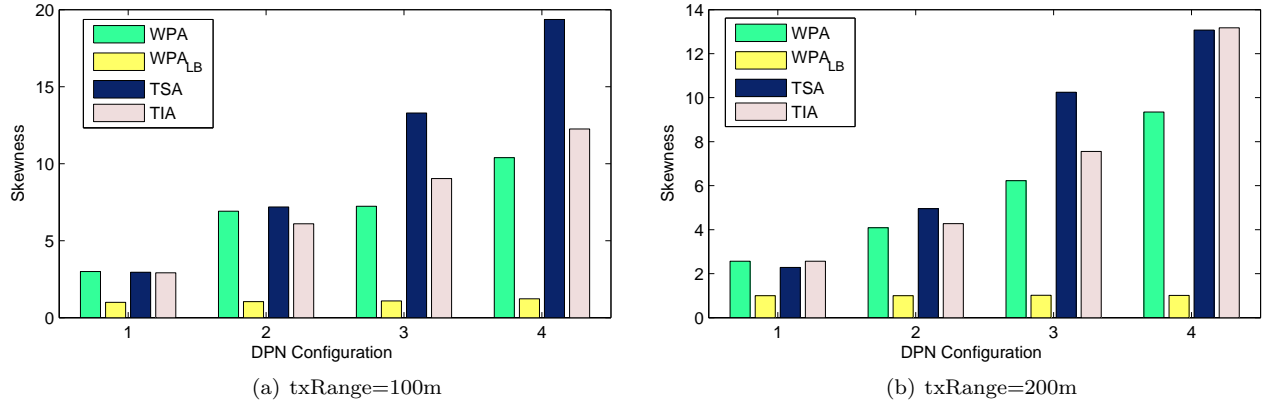 20
15
10
5
0
Skewness
WPA
WPA_LB
TSA
TIA
1 2 3 4
DPN Configuration
(a) txRange=100m
14
12
10
8
6
4
2
0
Skewness
WPA
WPA_LB
TSA
TIA
1 2 3 4
DPN Configuration
(b) txRange=200m